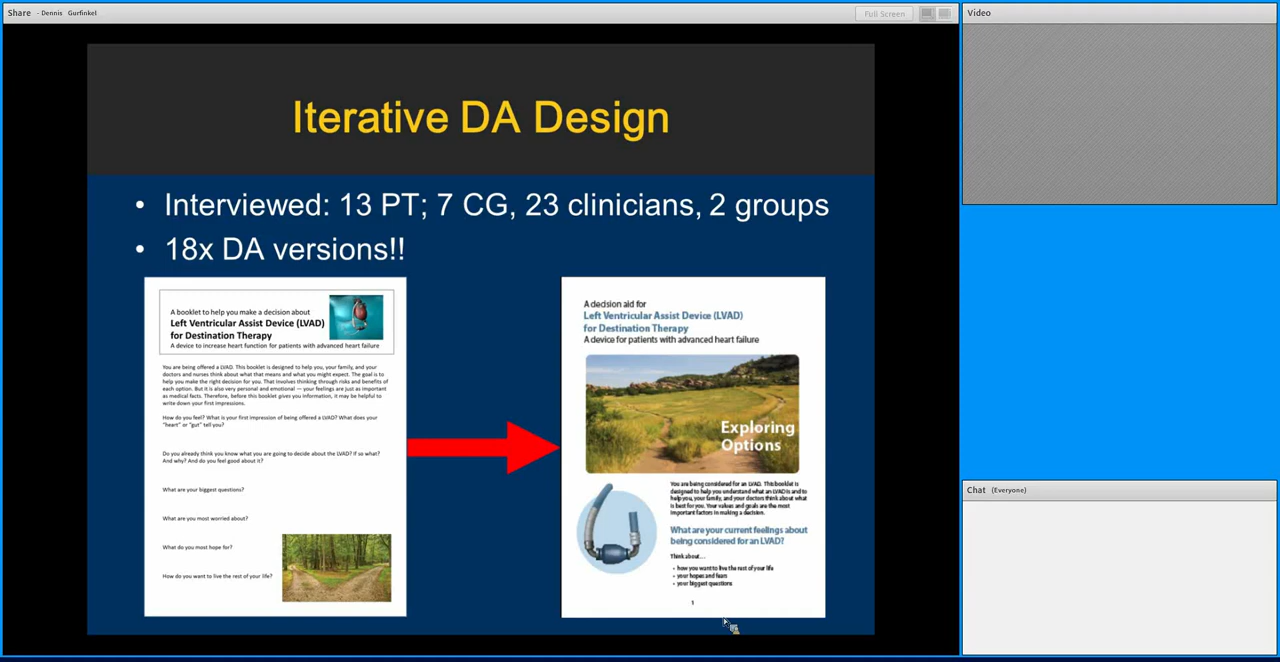 Share - Dennis Gurfinkel
Full Screen
Video
Iterative DA Design
• Interviewed: 13 PT; 7 CG, 23 clinicians, 2 groups
• 18x DA versions!!
A booklet to help you make a decision about
Left Ventricular Assist Device (LVAD)
for Destination Therapy
A device to increase heart function for patients with advanced heart failure
You are being offered a LVAD. This booklet is designed to help you, your family, and your
doctors and nurses think about what that means and what you might expect. The goal is to
help you make the right decision for you. That involves thinking through risks and benefits of
each option. But it is also very personal and emotional — your feelings are just as important
as medical facts. Therefore, before this booklet gives you information, it may be helpful to
write down your first impressions.
How do you feel? What is your first impression of being offered a LVAD? What does your
"heart" or "gut" tell you?
Do you already think you know what you are going to decide about the LVAD? If so what?
And why? And do you feel good about it?
What are your biggest questions?
What are you most worried about?
What do you most hope for?
How do you want to live the rest of your life?
A decision aid for
Left Ventricular Assist Device (LVAD)
for Destination Therapy
A device for patients with advanced heart failure
Exploring
Options
You are being considered for an LVAD. This booklet is
designed to help you understand what an LVAD is and to
help you, your family, and your doctors think about what
is best for you. Your values and goals are the most
important factors in making a decision.
What are your current feelings about
being considered for an LVAD?
Think about...
• how you want to live the rest of your life
• your hopes and fears
• your biggest questions
1
Chat (Everyone)